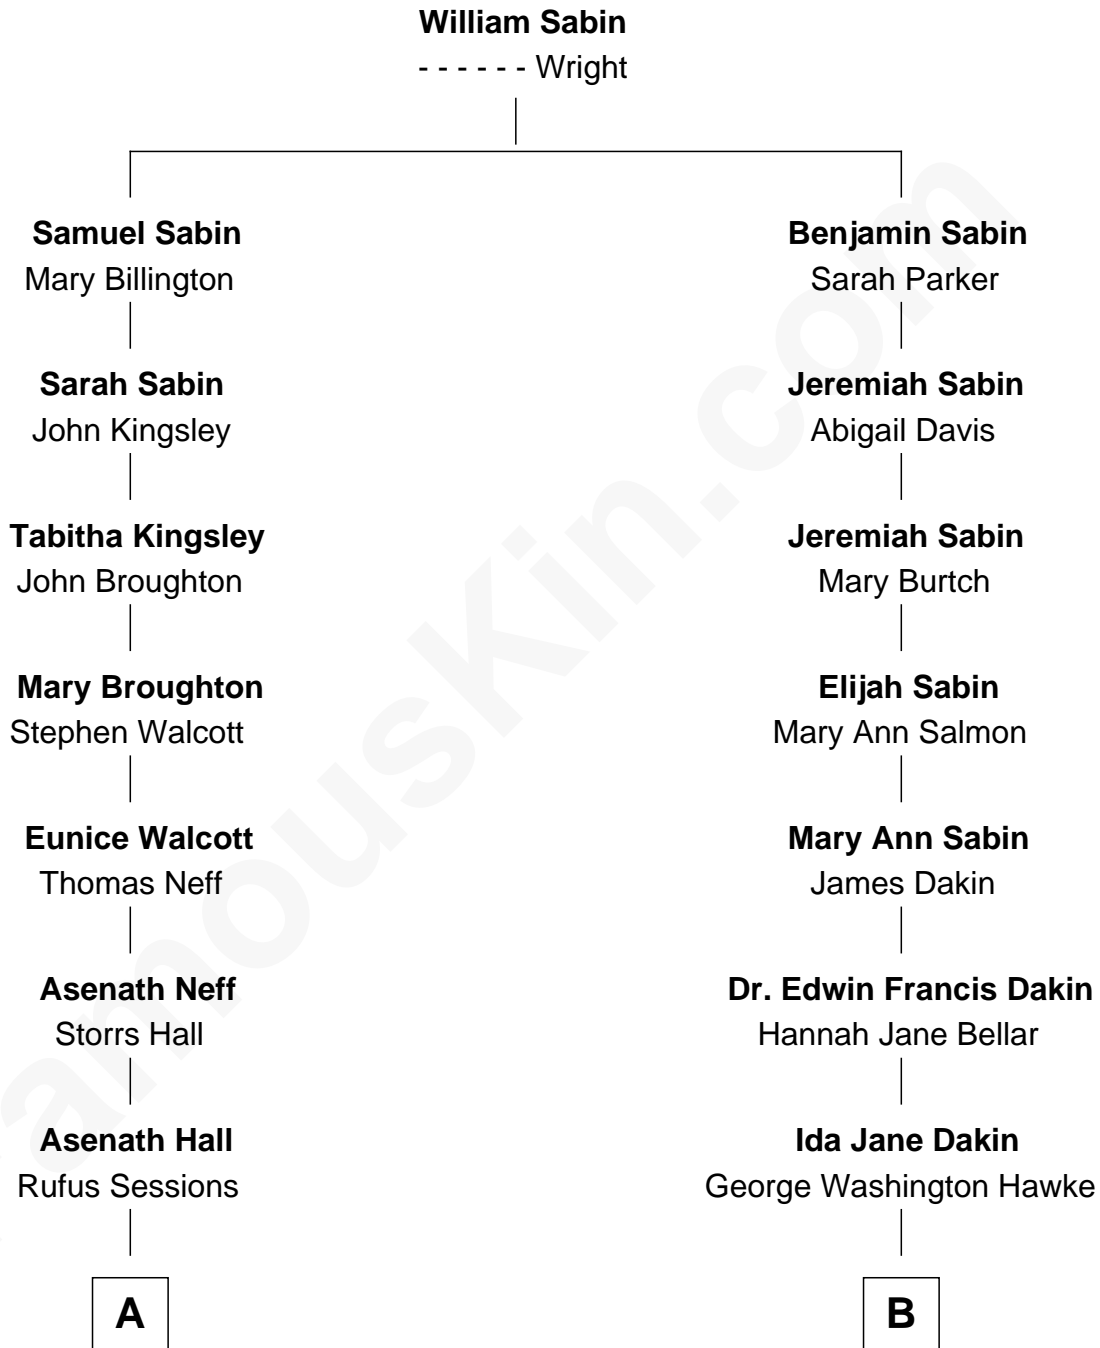 William Sabin
- - - - - - Wright
Samuel Sabin
Mary Billington
Benjamin Sabin
Sarah Parker
Sarah Sabin
John Kingsley
Jeremiah Sabin
Abigail Davis
Tabitha Kingsley
John Broughton
Jeremiah Sabin
Mary Burtch
Mary Broughton
Stephen Walcott
Elijah Sabin
Mary Ann Salmon
Eunice Walcott
Thomas Neff
Mary Ann Sabin
James Dakin
Asenath Neff
Storrs Hall
Dr. Edwin Francis Dakin
Hannah Jane Bellar
Asenath Hall
Rufus Sessions
Ida Jane Dakin
George Washington Hawke
A
B
famouskin.com